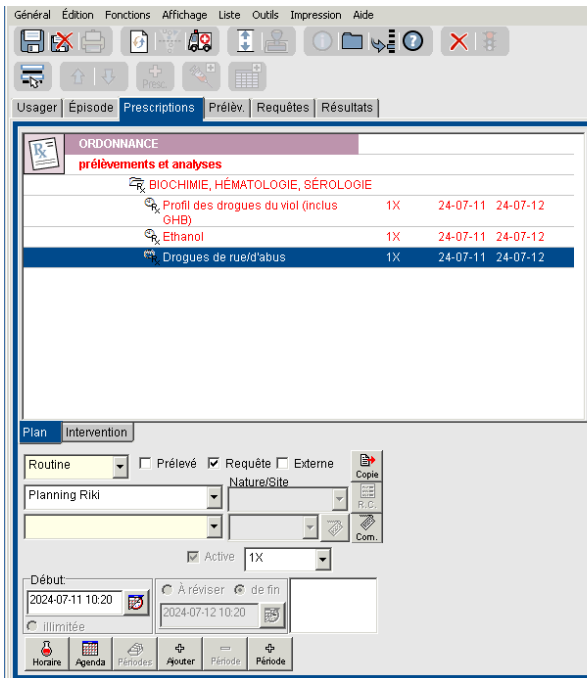 Général Édition Fonctions Affichage Liste Outils Impression Aide
Presc.
Usager Épisode Prescriptions Prélèv. Requêtes Résultats
ORDONNANCE
prélèvements et analyses
BIOCHIMIE, HÉMATOLOGIE, SÉROLOGIE
Profil des drogues du viol (inclus 1X 24-07-11 24-07-12
GHB)
Ethanol 1X 24-07-11 24-07-12
Drogues de rue/d'abus 1X 24-07-11 24-07-12
Plan Intervention
Routine Prélevé Requête Externe Copie
Nature/Site
Planning Riki R.C.
Com.
Active 1X
Début: À réviser de fin
2024-07-11 10:20 2024-07-12 10:20
illimitée
Horaire Agenda Périodes Ajouter Période Période